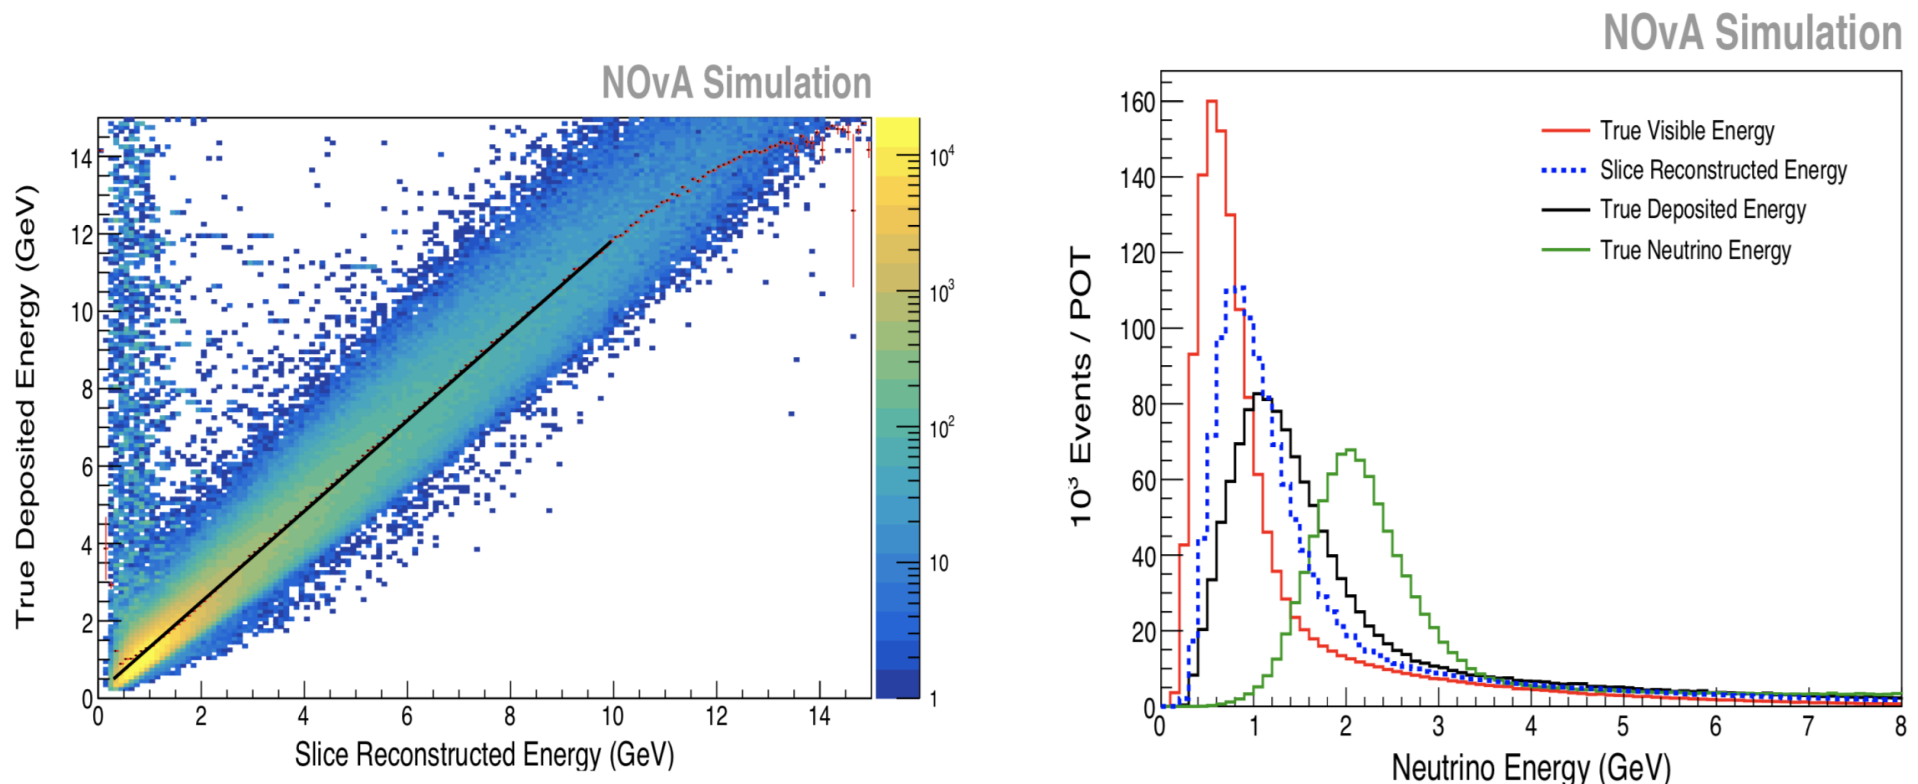 NOvA Simulation
True Deposited Energy (GeV)
14
12
10
8
6
4
2
0
0 2 4 6 8 10 12 14
Slice Reconstructed Energy (GeV)
10⁴
10³
10²
10
1
NOvA Simulation
10³ Events / POT
160
140
120
100
80
60
40
20
0
True Visible Energy
Slice Reconstructed Energy
True Deposited Energy
True Neutrino Energy
0 1 2 3 4 5 6 7 8
Neutrino Energy (GeV)